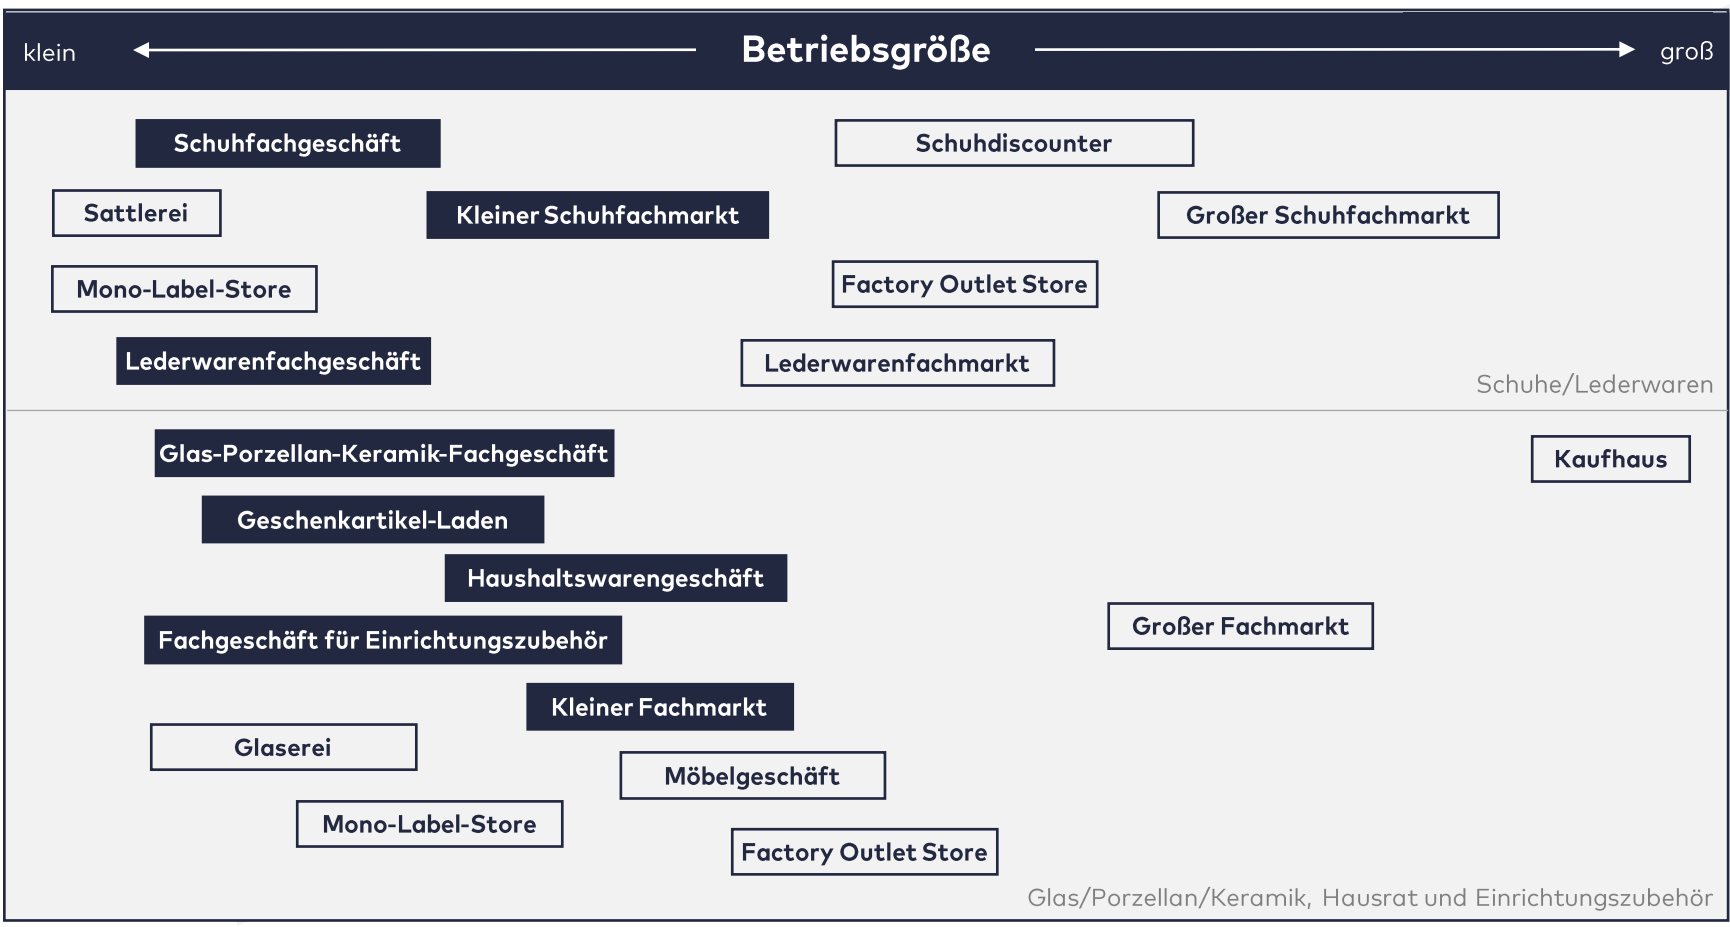 klein
Betriebsgröße
groß
Schuhfachgeschäft
Schuhdiscounter
Sattlerei
Kleiner Schuhfachmarkt
Großer Schuhfachmarkt
Mono-Label-Store
Factory Outlet Store
Lederwarenfachgeschäft
Lederwarenfachmarkt
Schuhe/Lederwaren
Glas-Porzellan-Keramik-Fachgeschäft
Kaufhaus
Geschenkartikel-Laden
Haushaltswarengeschäft
Fachgeschäft für Einrichtungszubehör
Großer Fachmarkt
Kleiner Fachmarkt
Glaserei
Möbelgeschäft
Mono-Label-Store
Factory Outlet Store
Glas/Porzellan/Keramik, Hausrat und Einrichtungszubehör